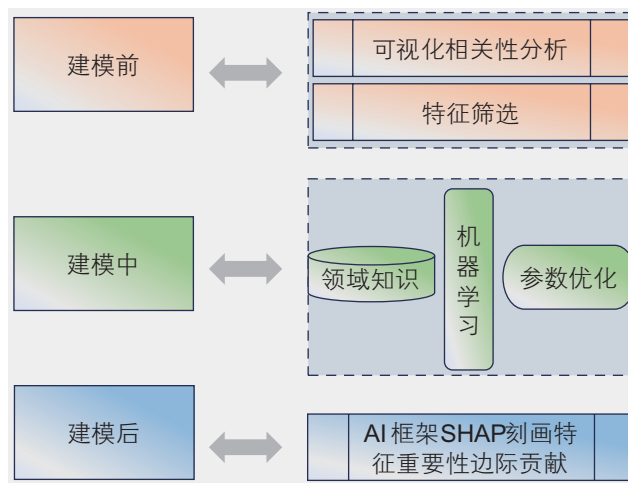 建模前
可视化相关性分析
特征筛选
建模中
领域知识
机
器
学
习
参数优化
建模后
AI 框架SHAP刻画特
征重要性边际贡献